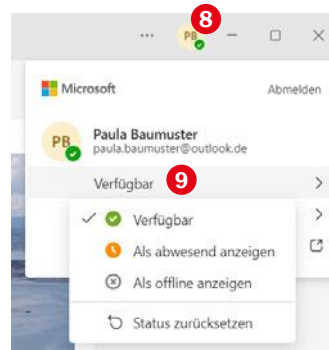 ... PB 8
Microsoft Abmelden
PB Paula Baumuster
paula.baumuster@outlook.de
Verfügbar 9
Verfügbar
Als abwesend anzeigen
Als offline anzeigen
Status zurücksetzen